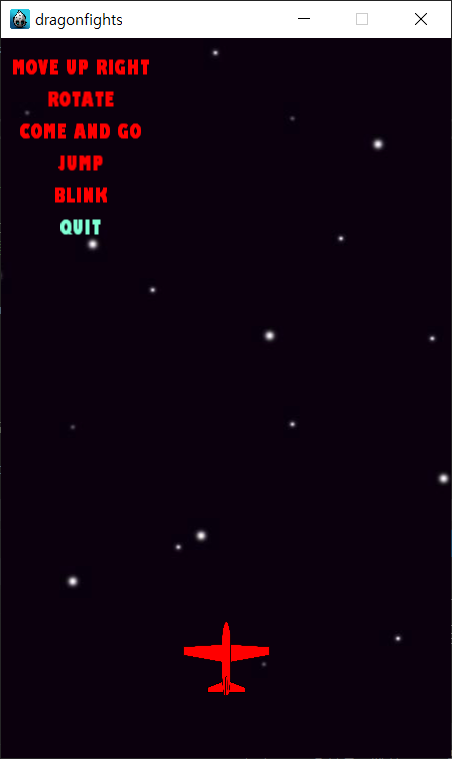 dragonfights
MOVE UP RIGHT
ROTATE
COME AND GO
JUMP
BLINK
QUIT